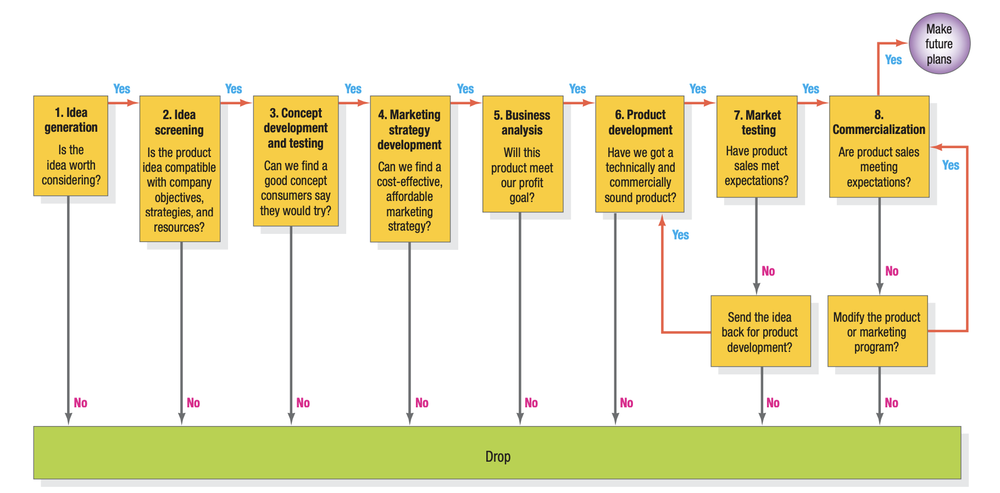 Make
future
plans
Yes
Yes
Yes
Yes
Yes
Yes
Yes
Yes
1. Idea
generation
Is the
idea worth
considering?
2. Idea
screening
Is the product
idea compatible
with company
objectives,
strategies, and
resources?
3. Concept
development
and testing
Can we find a
good concept
consumers say
they would try?
4. Marketing
strategy
development
Can we find a
cost-effective,
affordable
marketing
strategy?
5. Business
analysis
Will this
product meet
our profit
goal?
6. Product
development
Have we got a
technically and
commercially
sound product?
7. Market
testing
Have product
sales met
expectations?
8.
Commercialization
Are product sales
meeting
expectations?
Yes
Yes
No
No
Send the idea
back for product
development?
Modify the product
or marketing
program?
No
No
No
No
No
No
No
No
Drop